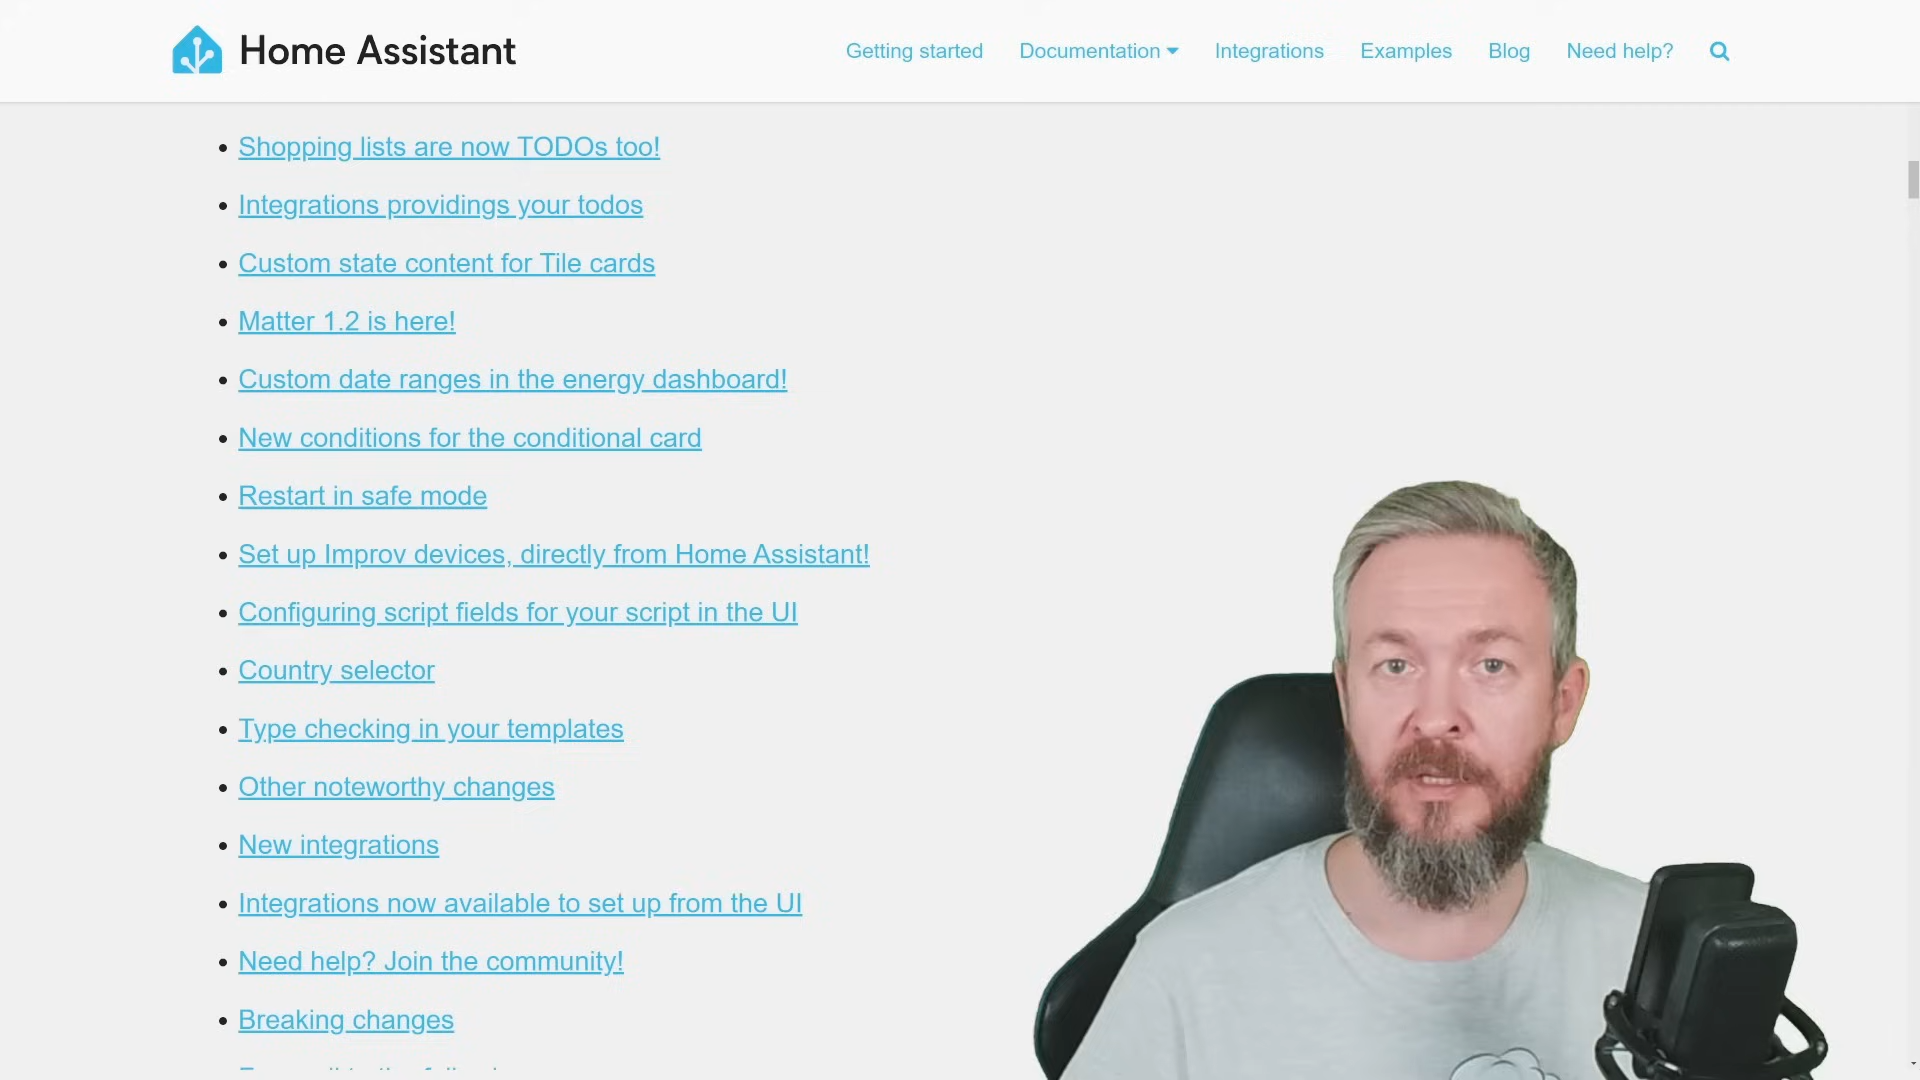 Home Assistant
Getting started
Documentation
Integrations
Examples
Blog
Need help?
Shopping lists are now TODOs too!
Integrations providings your todos
Custom state content for Tile cards
Matter 1.2 is here!
Custom date ranges in the energy dashboard!
New conditions for the conditional card
Restart in safe mode
Set up Improv devices, directly from Home Assistant!
Configuring script fields for your script in the UI
Country selector
Type checking in your templates
Other noteworthy changes
New integrations
Integrations now available to set up from the UI
Need help? Join the community!
Breaking changes